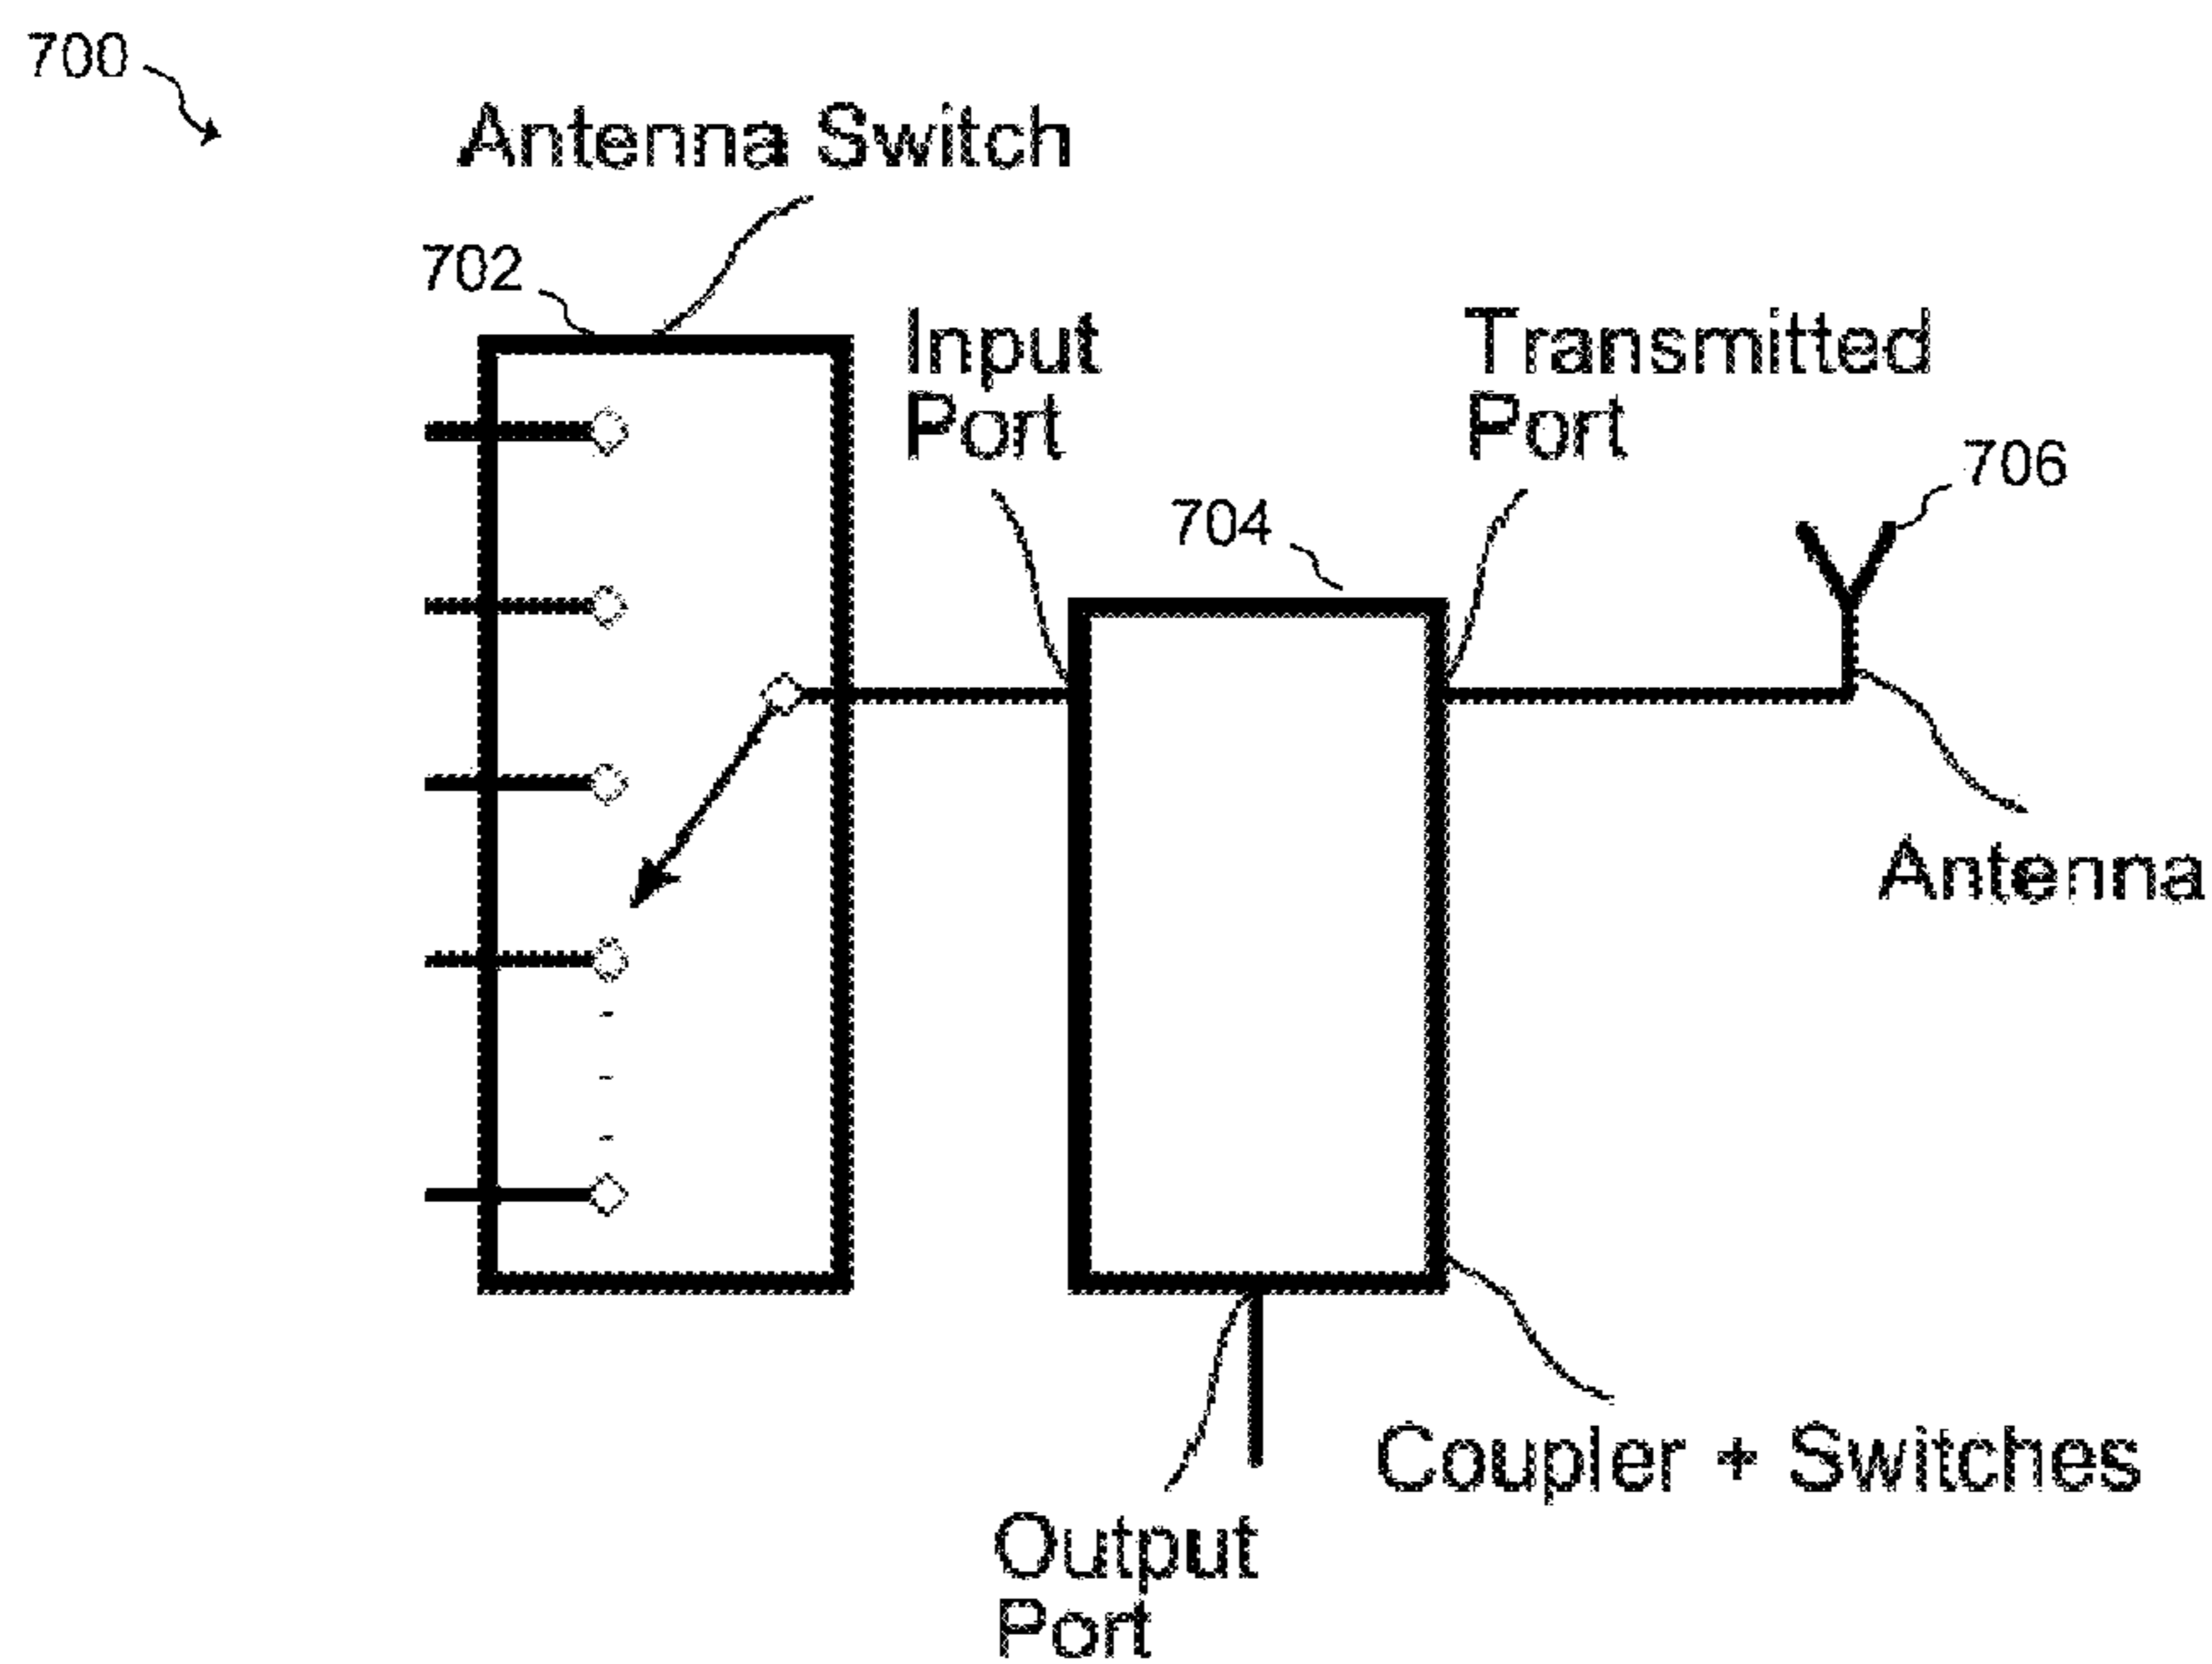 700
Antenna Switch
702
Input
Port
Transmitted
Port
706
704
Antenna
Coupler + Switches
Output
Port